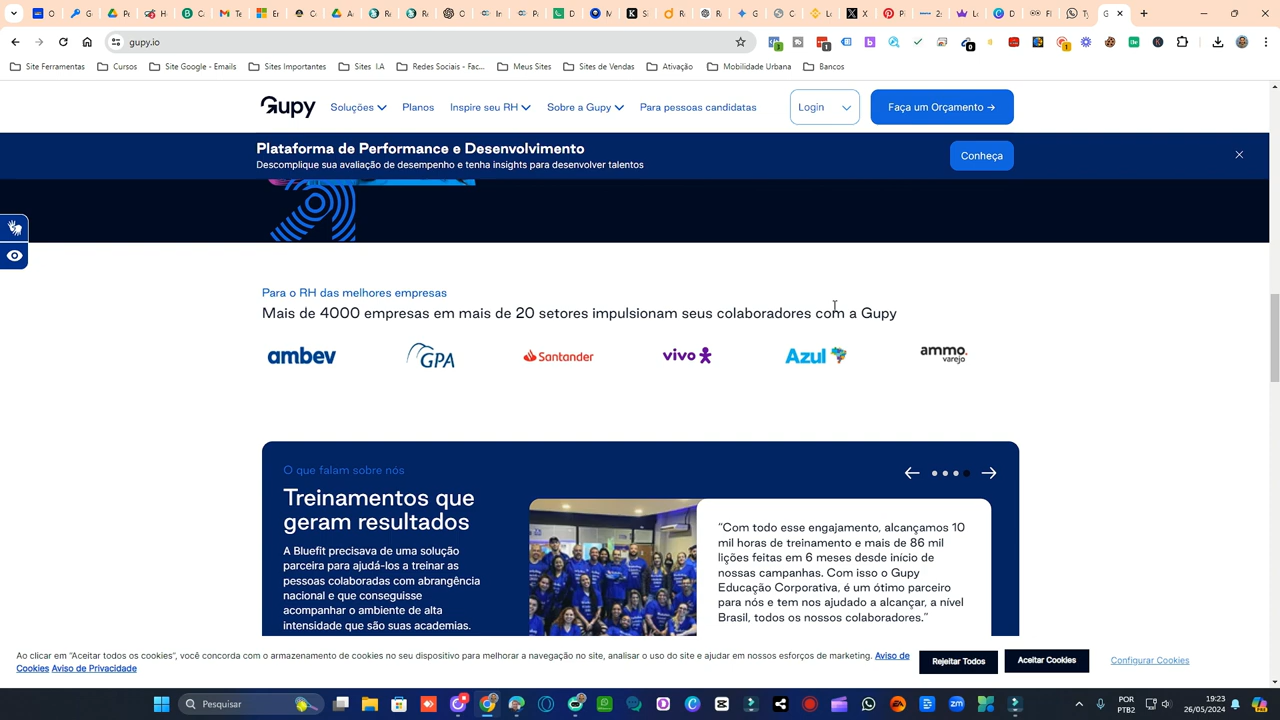 gupy.io
Site Ferramentas
Cursos
Site Google - Emails
Sites Importantes
Sites I.A
Redes Sociais - Fac...
Meus Sites
Sites de Vendas
Ativação
Mobilidade Urbana
Bancos
Gupy
Soluções
Planos
Inspire seu RH
Sobre a Gupy
Para pessoas candidatas
Login
Faça um Orçamento →
Plataforma de Performance e Desenvolvimento
Descomplique sua avaliação de desempenho e tenha insights para desenvolver talentos
Conheça
Para o RH das melhores empresas
Mais de 4000 empresas em mais de 20 setores impulsionam seus colaboradores com a Gupy
ambev
GPA
Santander
vivo
Azul
ammo varejo
O que falam sobre nós
Treinamentos que
geram resultados
A Bluefit precisava de uma solução
parceira para ajudá-los a treinar as
pessoas colaboradas com abrangência
nacional e que conseguisse
acompanhar o ambiente de alta
intensidade que são suas academias.
“Com todo esse engajamento, alcançamos 10
mil horas de treinamento e mais de 86 mil
lições feitas em 6 meses desde início de
nossas campanhas. Com isso o Gupy
Educação Corporativa, é um ótimo parceiro
para nós e tem nos ajudado a alcançar, a nível
Brasil, todos os nossos colaboradores.”
Ao clicar em "Aceitar todos os cookies", você concorda com o armazenamento de cookies no seu dispositivo para melhorar a navegação no site, analisar o uso do site e ajudar em nossos esforços de marketing. Aviso de
Cookies Aviso de Privacidade
Rejeitar Todos
Aceitar Cookies
Configurar Cookies
Pesquisar
POR
PTB2
19:23
26/05/2024